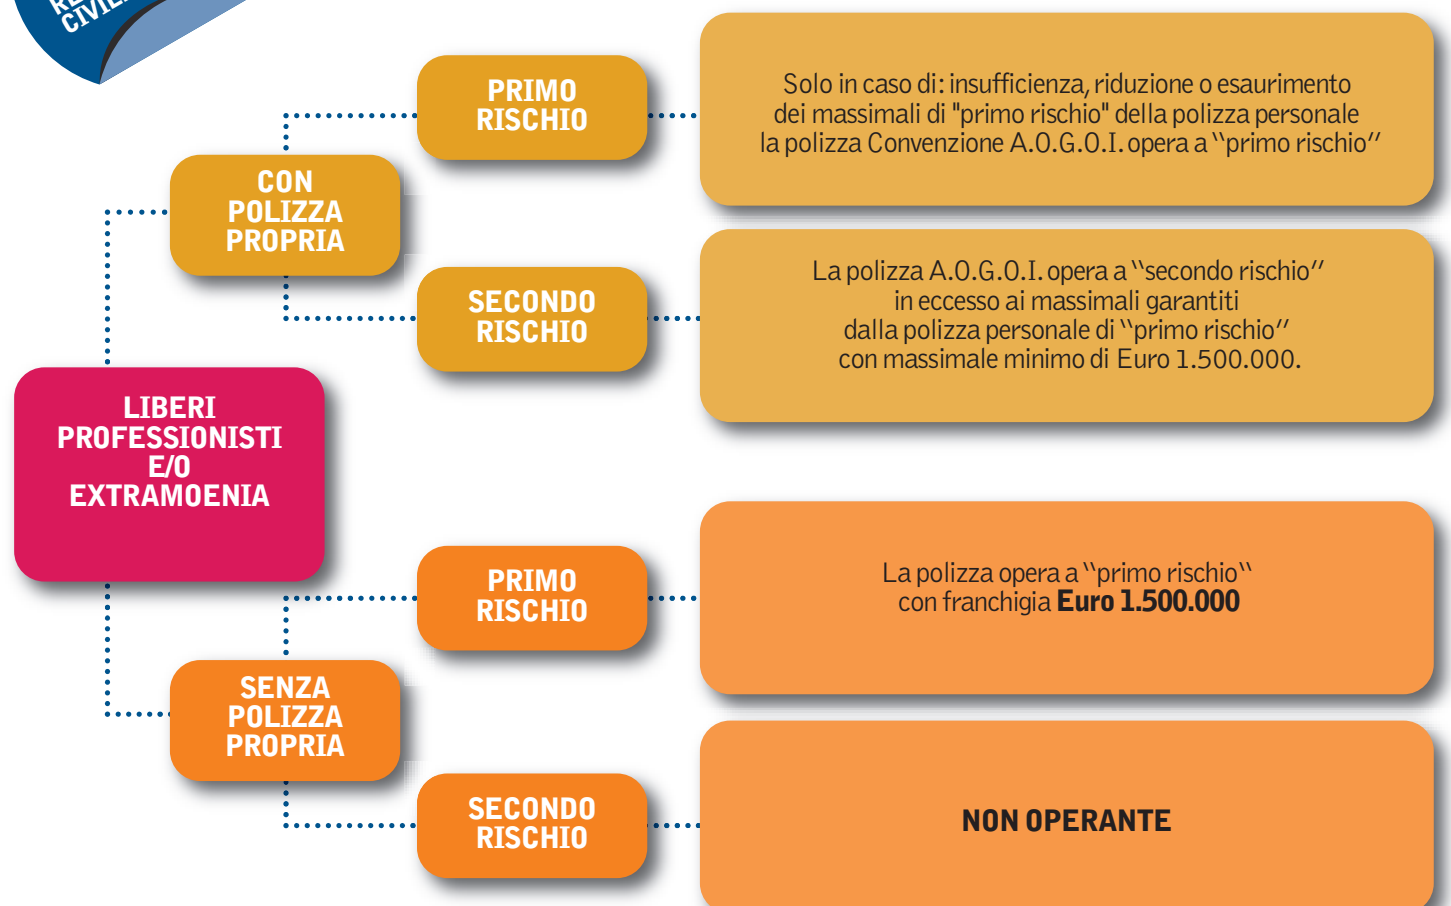 CIVILE
PRIMO
RISCHIO
Solo in caso di: insufficienza, riduzione o esaurimento
dei massimali di "primo rischio" della polizza personale
la polizza Convenzione A.O.G.O.I. opera a “primo rischio”
CON
POLIZZA
PROPRIA
SECONDO
RISCHIO
La polizza A.O.G.O.I. opera a “secondo rischio”
in eccesso ai massimali garantiti
dalla polizza personale di “primo rischio”
con massimale minimo di Euro 1.500.000.
LIBERI
PROFESSIONISTI
E/O
EXTRAMOENIA
PRIMO
RISCHIO
La polizza opera a “primo rischio“
con franchigia Euro 1.500.000
SENZA
POLIZZA
PROPRIA
SECONDO
RISCHIO
NON OPERANTE